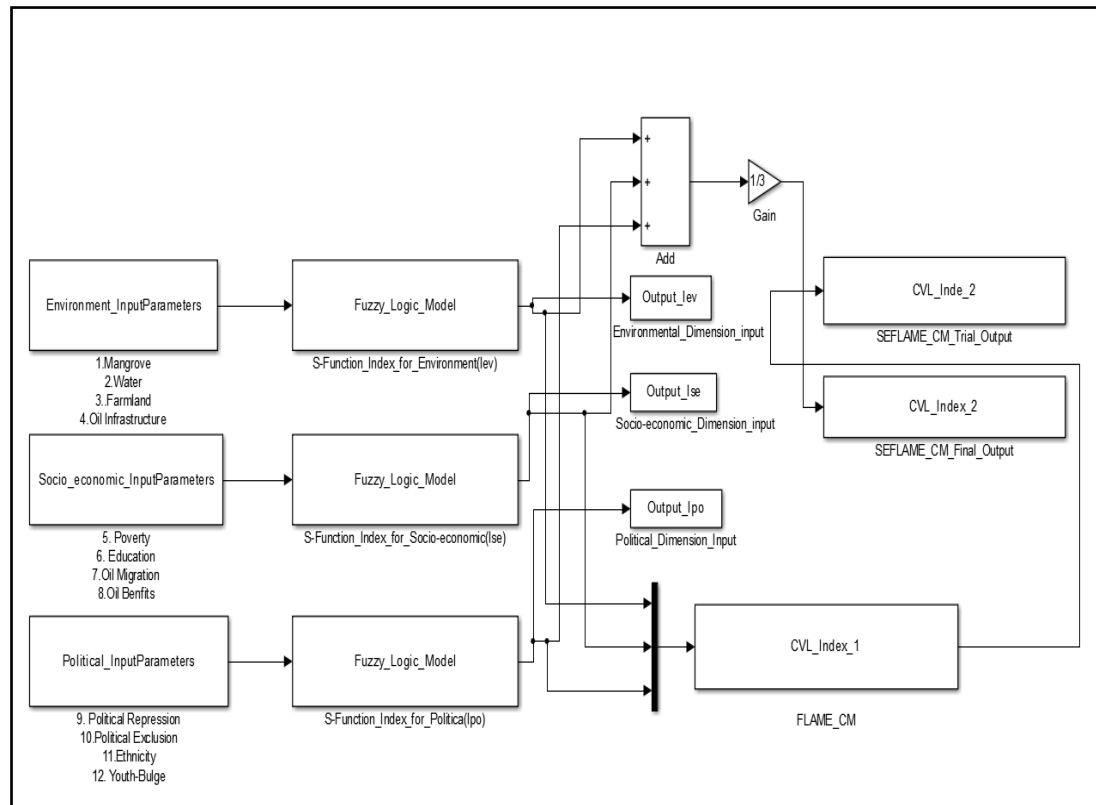 +
+
+
Add
1/3
Gain
Environment_InputParameters
1.Mangrove
2.Water
3. Farmland
4.Oil Infrastructure
Fuzzy_Logic_Model
S-Function_Index_for_Environment(Iev)
Output_Iev
Environmental_Dimension_input
CVL_Inde_2
SEFLAME_CM_Trial_Output
Output_Ise
Socio-economic_Dimension_input
CVL_Index_2
SEFLAME_CM_Final_Output
Socio_economic_InputParameters
5. Poverty
6. Education
7.Oil Migration
8.Oil Benfits
Fuzzy_Logic_Model
S-Function_Index_for_Socio-economic(Ise)
Output_Ipo
Political_Dimension_Input
Political_InputParameters
9. Political Repression
10.Political Exclusion
11.Ethnicity
12. Youth-Bulge
Fuzzy_Logic_Model
S-Function_Index_for_Politica(Ipo)
CVL_Index_1
FLAME_CM